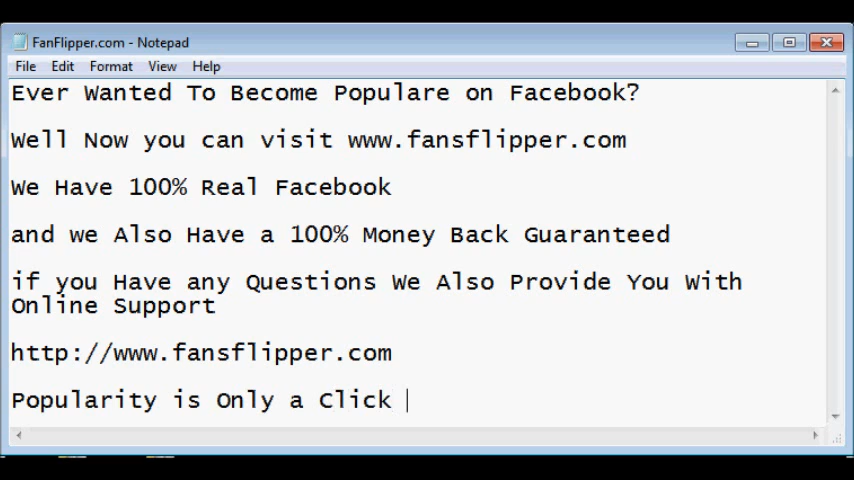 FanFlipper.com - Notepad
File Edit Format View Help
Ever Wanted To Become Populare on Facebook?
Well Now you can visit www.fansflipper.com
We Have 100% Real Facebook
and we Also Have a 100% Money Back Guaranteed
if you Have any Questions We Also Provide You With
Online Support
http://www.fansflipper.com
Popularity is Only a Click